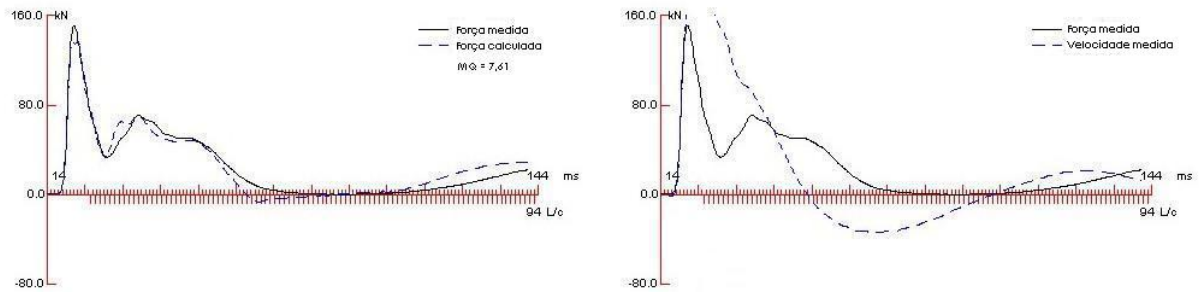 160.0
kN
Força medida
Força calculada
MQ = 7,61
80.0
14
144 ms
0.0
94 L/c
-80.0
160.0
kN
Força medida
Velocidade medida
80.0
14
144 ms
0.0
94 L/c
-80.0